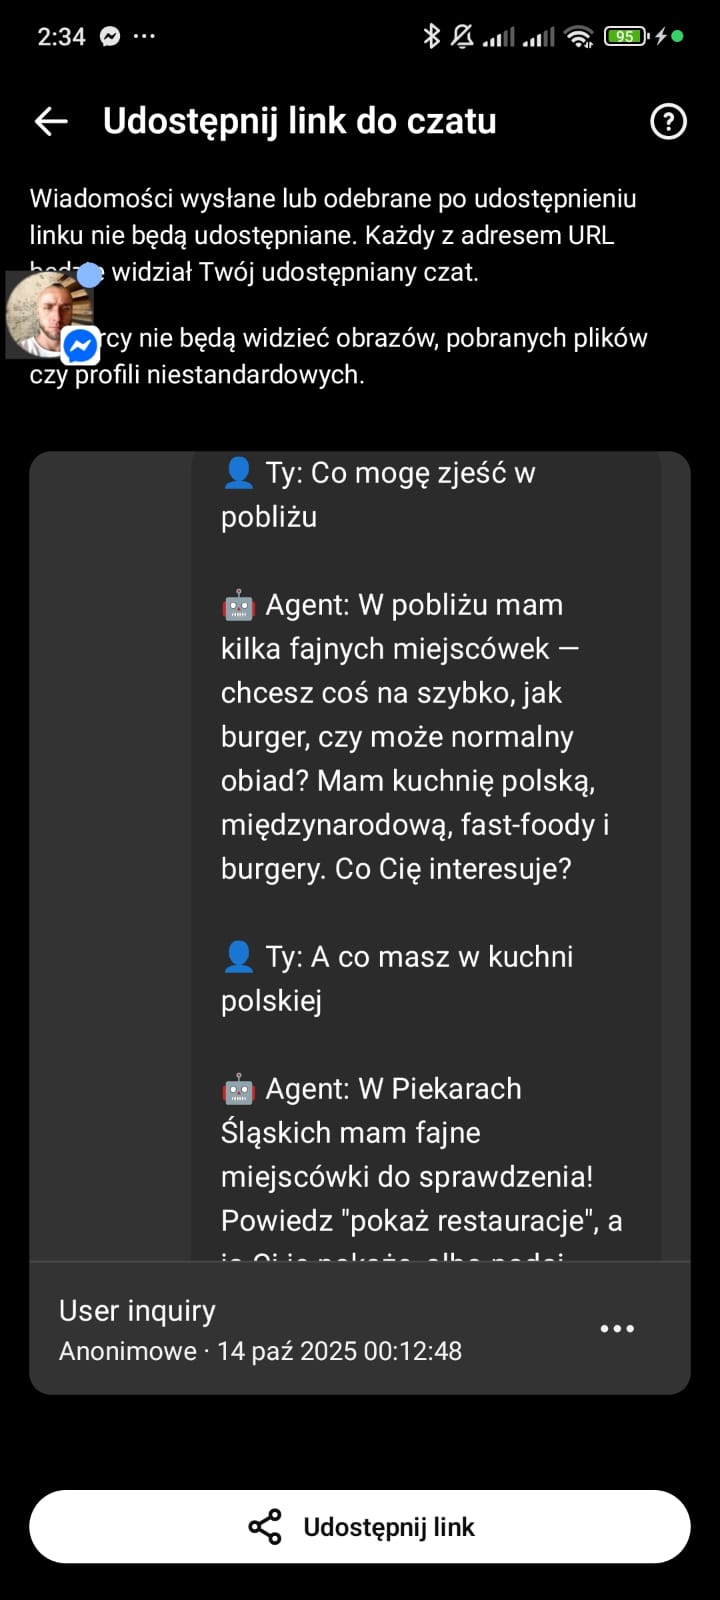 2:34
95
Udostępnij link do czatu
Wiadomości wysłane lub odebrane po udostępnieniu
linku nie będą udostępniane. Każdy z adresem URL
widział Twój udostępniany czat.
nie będą widzieć obrazów, pobranych plików
czy profili niestandardowych.
Ty: Co mogę zjeść w
pobliżu
Agent: W pobliżu mam
kilka fajnych miejscówek —
chcesz coś na szybko, jak
burger, czy może normalny
obiad? Mam kuchnię polską,
międzynarodową, fast-foody i
burgery. Co Cię interesuje?
Ty: A co masz w kuchni
polskiej
Agent: W Piekarach
Śląskich mam fajne
miejscówki do sprawdzenia!
Powiedz "pokaż restauracje", a
User inquiry
Anonimowe · 14 paź 2025 00:12:48
Udostępnij link